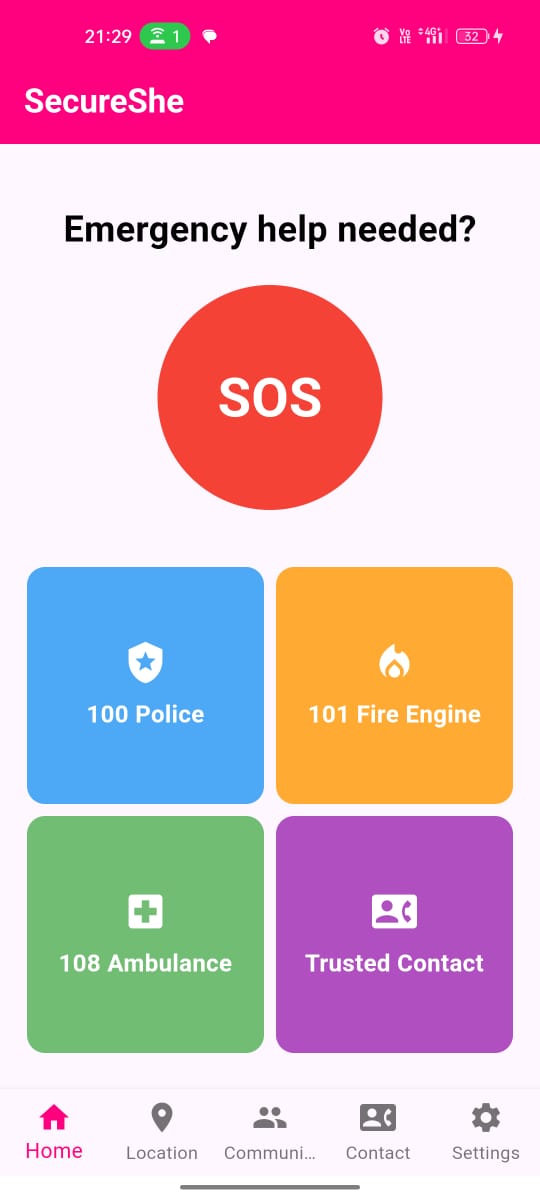 21:29 1 Vo LTE 4G+ 32
SecureShe
Emergency help needed?
SOS
100 Police
101 Fire Engine
108 Ambulance
Trusted Contact
Home Location Communi... Contact Settings